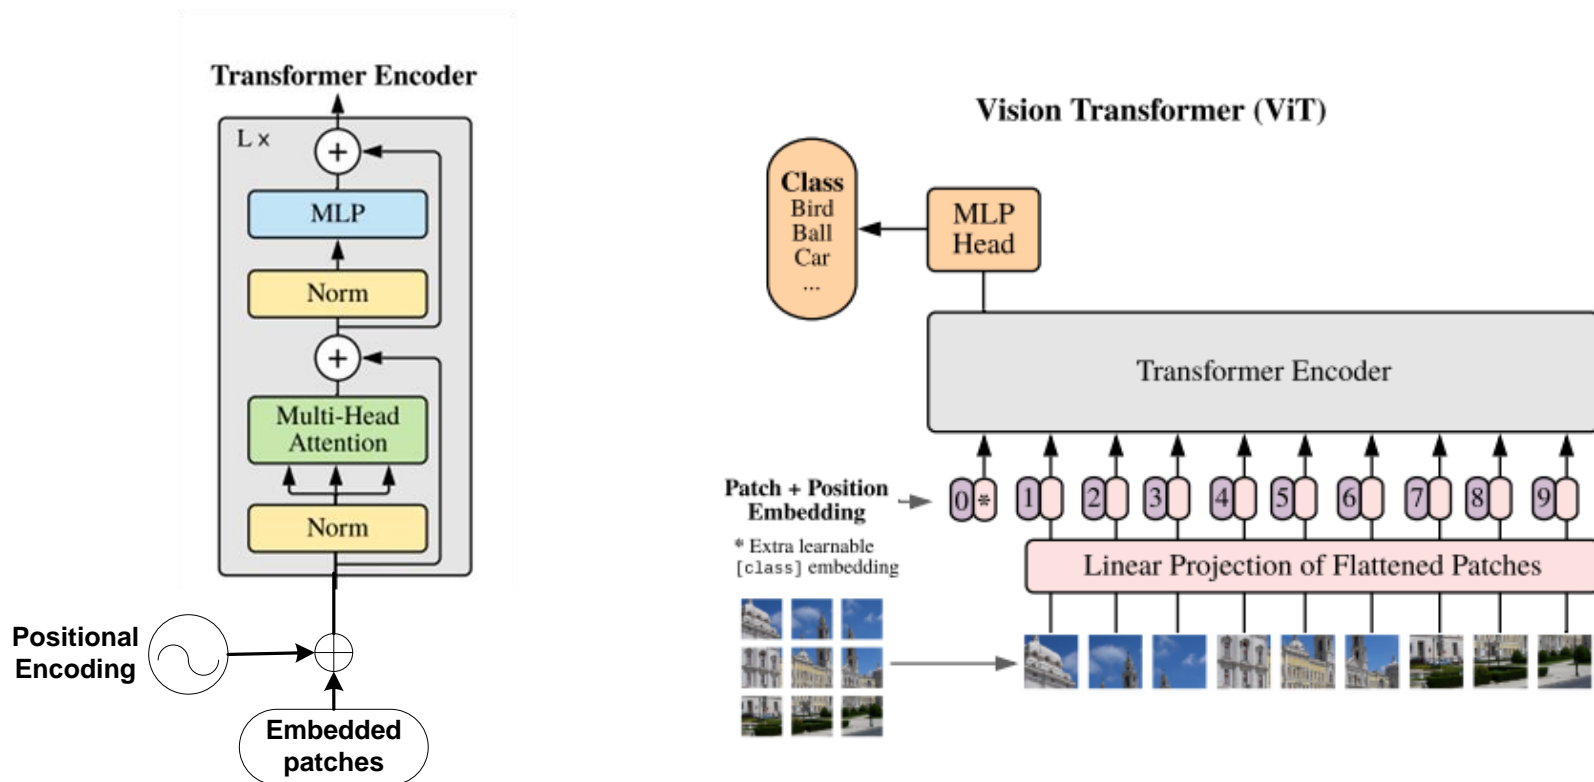 Transformer Encoder
L ×
+
MLP
Norm
+
Multi-Head
Attention
Norm
Positional
Encoding
Embedded
patches
Vision Transformer (ViT)
Class
Bird
Ball
Car
...
MLP
Head
Transformer Encoder
Patch + Position
Embedding
0 * 1 2 3 4 5 6 7 8 9
* Extra learnable
[class] embedding
Linear Projection of Flattened Patches